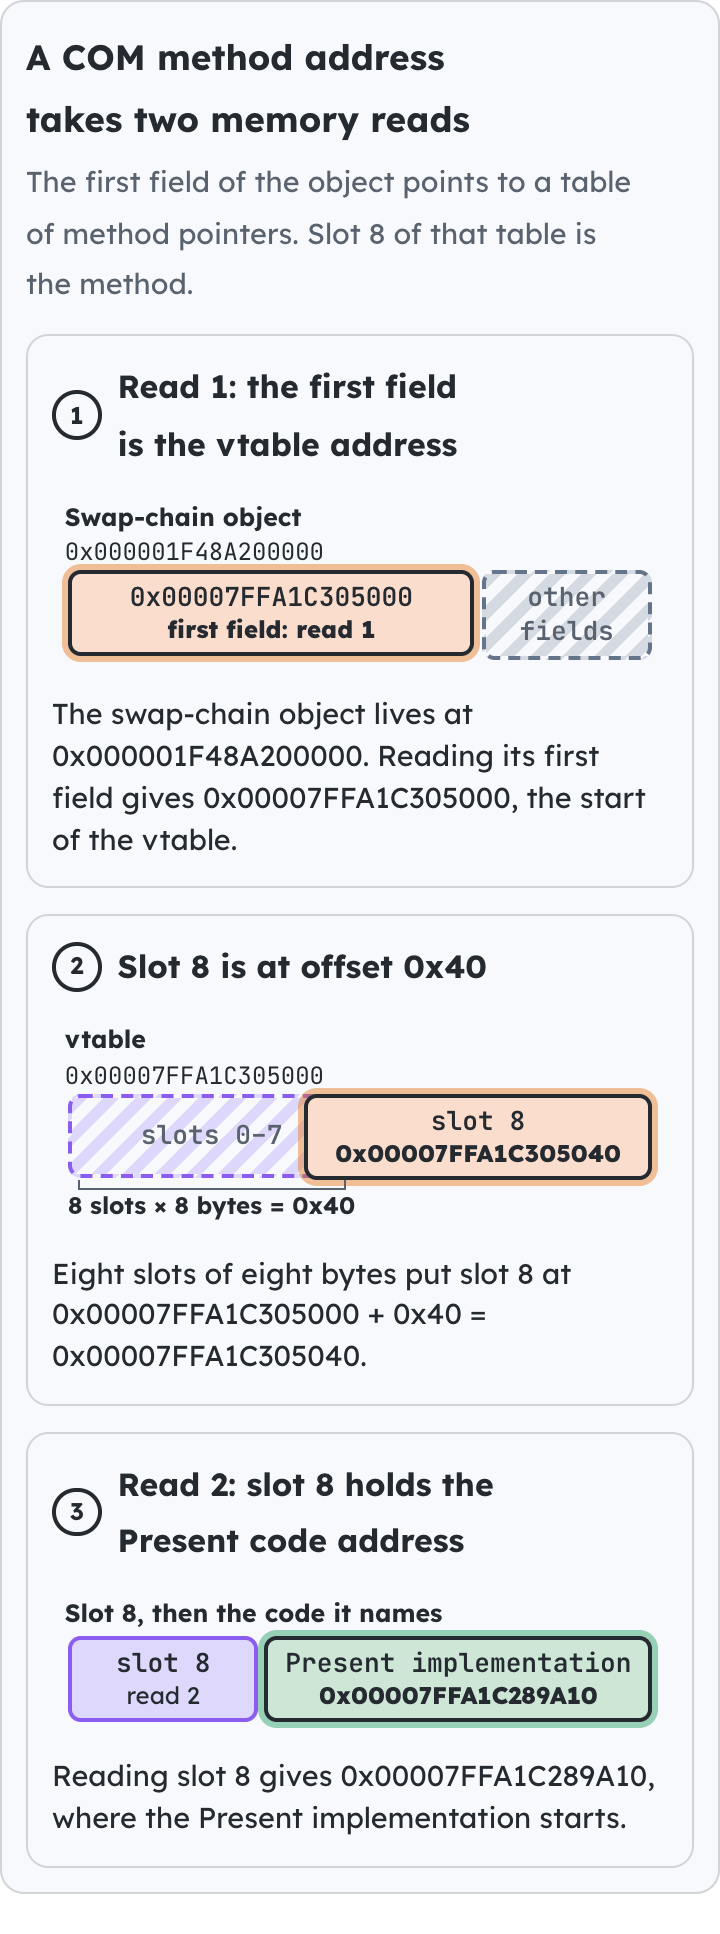 A COM method address
takes two memory reads
The first field of the object points to a table
of method pointers. Slot 8 of that table is
the method.
1
Read 1: the first field
is the vtable address
Swap-chain object
0x000001F48A200000
0x00007FFA1C305000
first field: read 1
other
fields
The swap-chain object lives at
0x000001F48A200000. Reading its first
field gives 0x00007FFA1C305000, the start
of the vtable.
2
Slot 8 is at offset 0x40
vtable
0x00007FFA1C305000
slots 0–7
slot 8
0x00007FFA1C305040
8 slots × 8 bytes = 0x40
Eight slots of eight bytes put slot 8 at
0x00007FFA1C305000 + 0x40 =
0x00007FFA1C305040.
3
Read 2: slot 8 holds the
Present code address
Slot 8, then the code it names
slot 8
read 2
Present implementation
0x00007FFA1C289A10
Reading slot 8 gives 0x00007FFA1C289A10,
where the Present implementation starts.